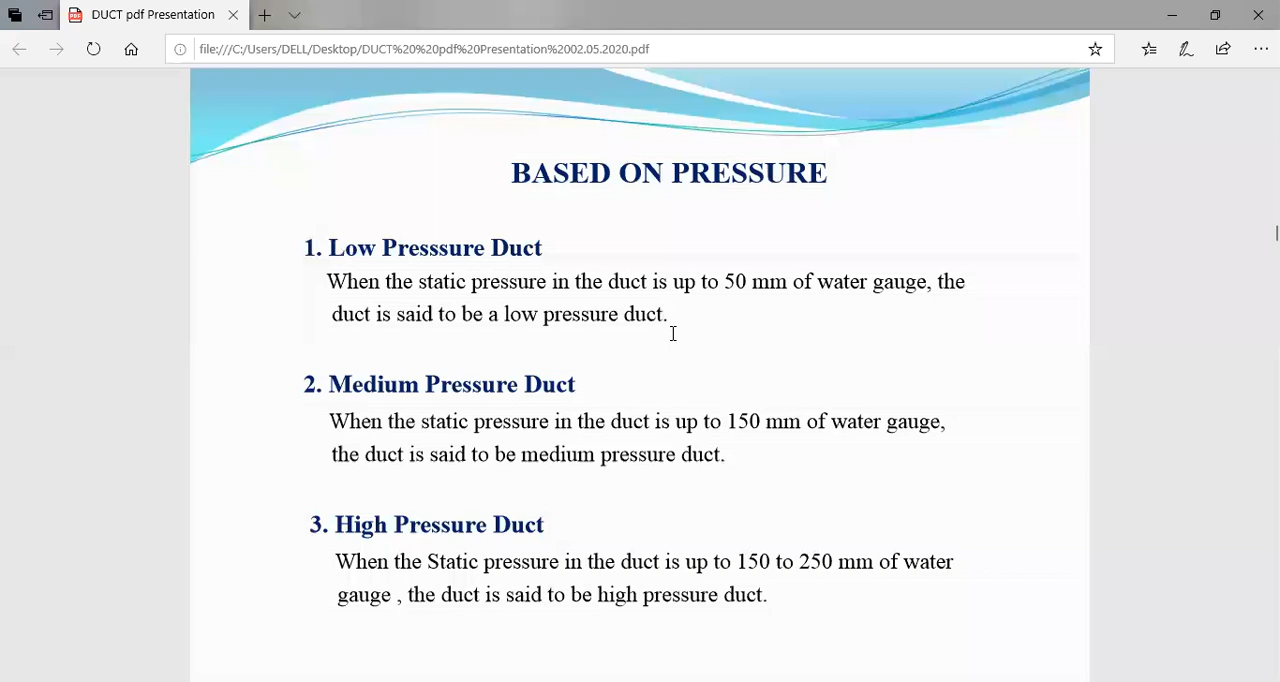 DUCT pdf Presentation
file:///C:/Users/DELL/Desktop/DUCT%20%20pdf%20Presentation%2002.05.2020.pdf
BASED ON PRESSURE
1. Low Presssure Duct
When the static pressure in the duct is up to 50 mm of water gauge, the
duct is said to be a low pressure duct.
2. Medium Pressure Duct
When the static pressure in the duct is up to 150 mm of water gauge,
the duct is said to be medium pressure duct.
3. High Pressure Duct
When the Static pressure in the duct is up to 150 to 250 mm of water
gauge , the duct is said to be high pressure duct.